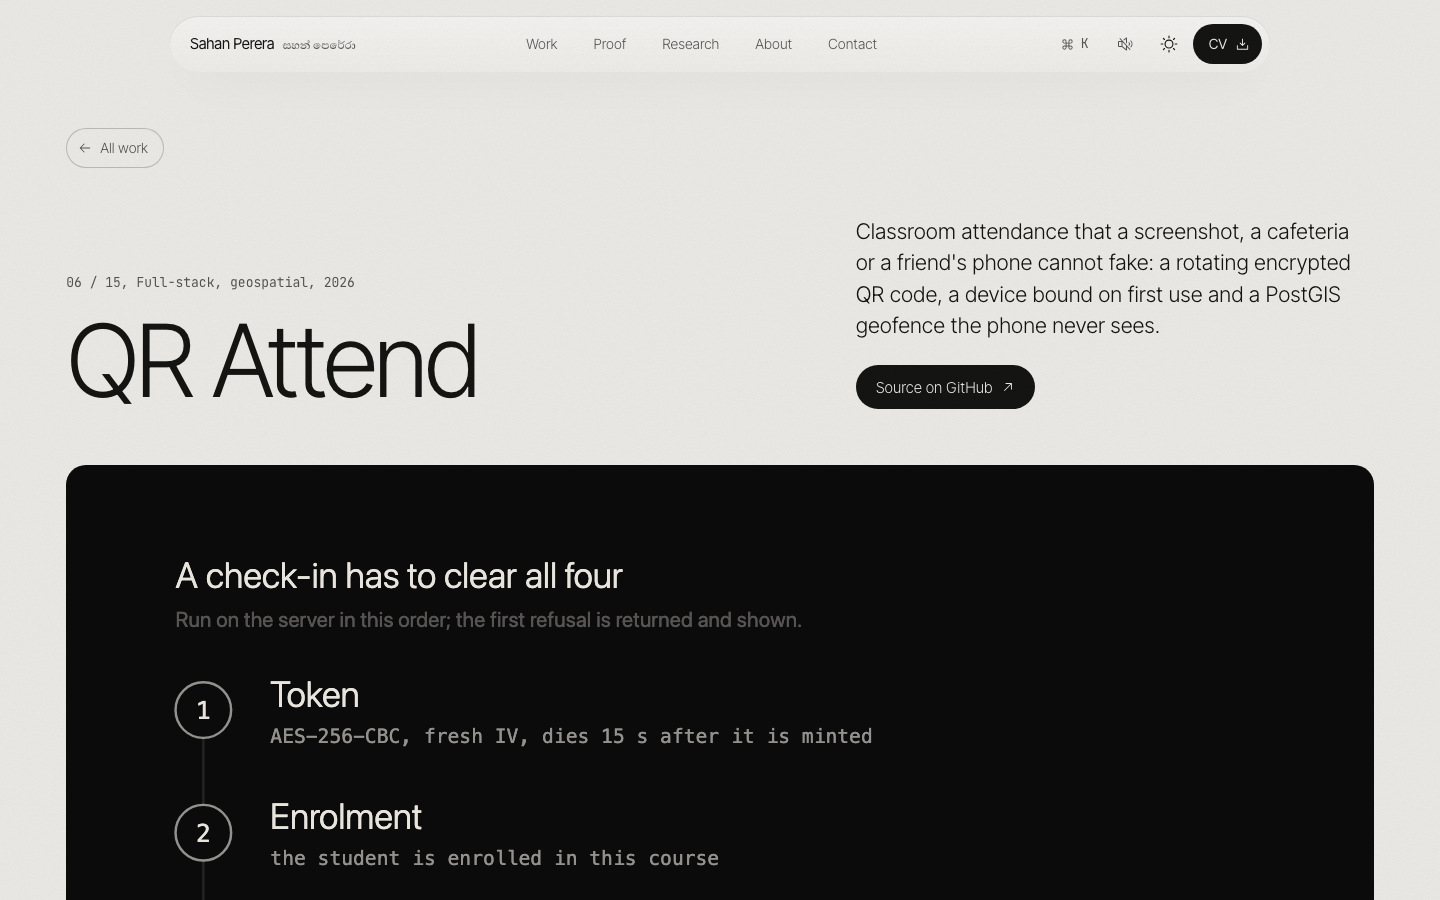 Sahan Perera සහන් පෙරේරා
Work
Proof
Research
About
Contact
⌘ K
CV
← All work
06 / 15, Full-stack, geospatial, 2026
QR Attend
Classroom attendance that a screenshot, a cafeteria
or a friend's phone cannot fake: a rotating encrypted
QR code, a device bound on first use and a PostGIS
geofence the phone never sees.
Source on GitHub ↗
A check-in has to clear all four
Run on the server in this order; the first refusal is returned and shown.
1
Token
AES-256-CBC, fresh IV, dies 15 s after it is minted
2
Enrolment
the student is enrolled in this course